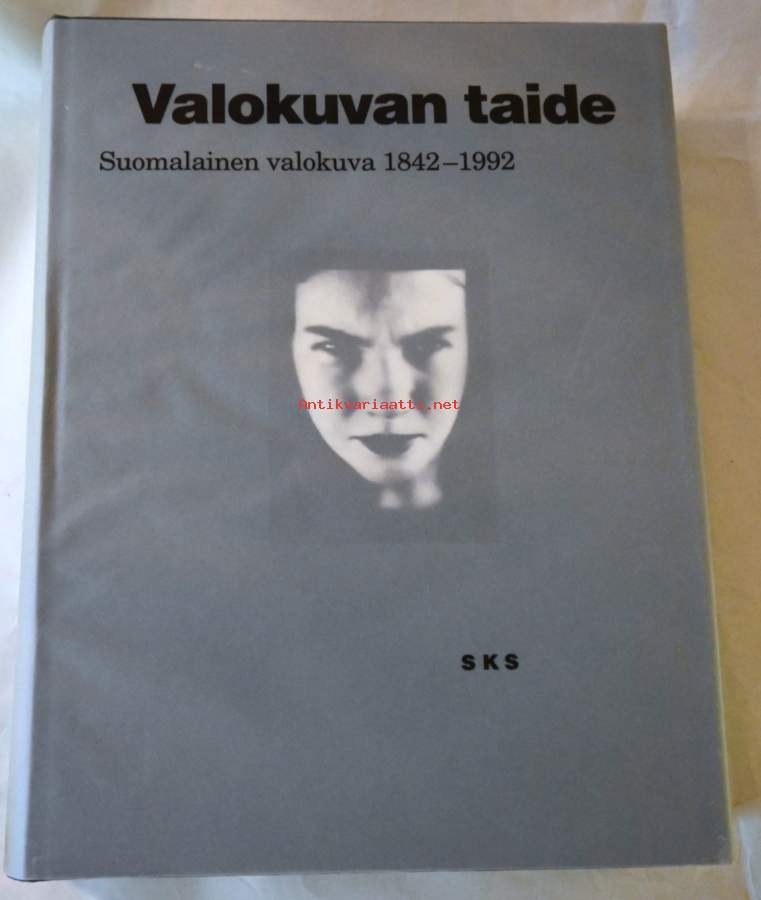 Valokuvan taide
Suomalainen valokuva 1842–1992
Antikvariaatti.net
SKS